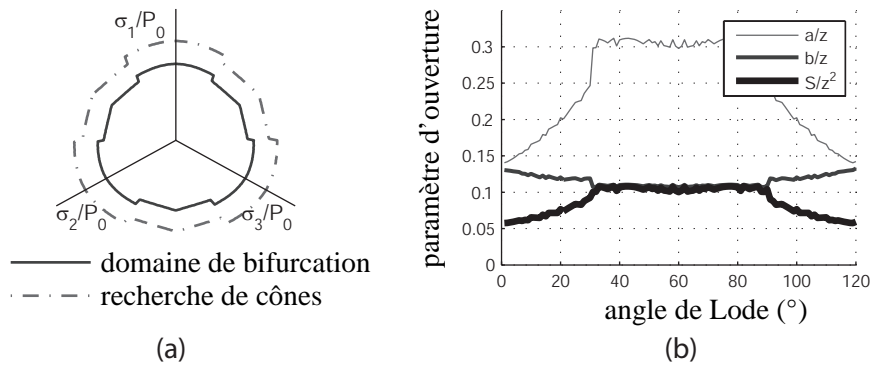 σ1/P0
σ2/P0
σ3/P0
domaine de bifurcation
recherche de cônes
(a)
paramètre d'ouverture
0.3
0.25
0.2
0.15
0.1
0.05
0
a/z
b/z
S/z²
0 20 40 60 80 100 120
angle de Lode (°)
(b)